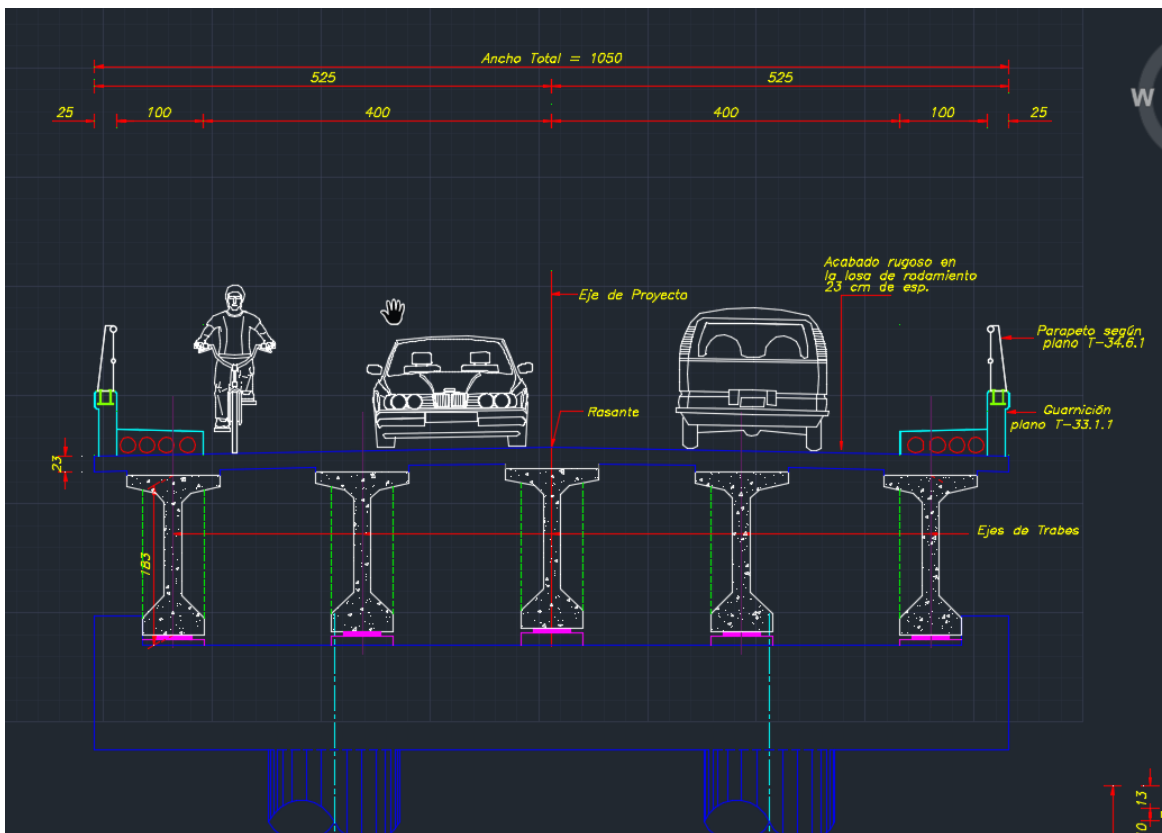 Ancho Total = 1050
525
525
25
100
400
400
100
25
W
Acabado rugoso en
la losa de rodamiento
23 cm de esp.
Eje de Proyecto
Parapeto según
plano T-34.6.1
Rasante
Guarnición
plano T-33.1.1
23
Ejes de Trabes
183
13
0